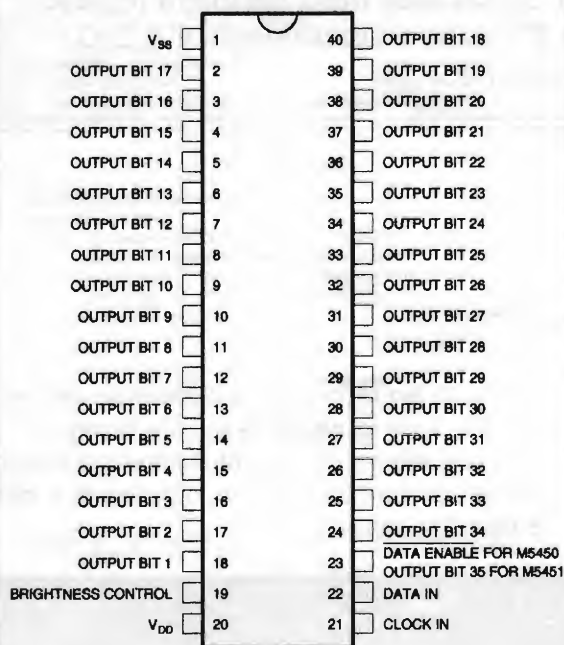 V_SS 1 40 OUTPUT BIT 18
OUTPUT BIT 17 2 39 OUTPUT BIT 19
OUTPUT BIT 16 3 38 OUTPUT BIT 20
OUTPUT BIT 15 4 37 OUTPUT BIT 21
OUTPUT BIT 14 5 36 OUTPUT BIT 22
OUTPUT BIT 13 6 35 OUTPUT BIT 23
OUTPUT BIT 12 7 34 OUTPUT BIT 24
OUTPUT BIT 11 8 33 OUTPUT BIT 25
OUTPUT BIT 10 9 32 OUTPUT BIT 26
OUTPUT BIT 9 10 31 OUTPUT BIT 27
OUTPUT BIT 8 11 30 OUTPUT BIT 28
OUTPUT BIT 7 12 29 OUTPUT BIT 29
OUTPUT BIT 6 13 28 OUTPUT BIT 30
OUTPUT BIT 5 14 27 OUTPUT BIT 31
OUTPUT BIT 4 15 26 OUTPUT BIT 32
OUTPUT BIT 3 16 25 OUTPUT BIT 33
OUTPUT BIT 2 17 24 OUTPUT BIT 34
OUTPUT BIT 1 18 23 DATA ENABLE FOR M5450
OUTPUT BIT 35 FOR M5451
BRIGHTNESS CONTROL 19 22 DATA IN
V_DD 20 21 CLOCK IN